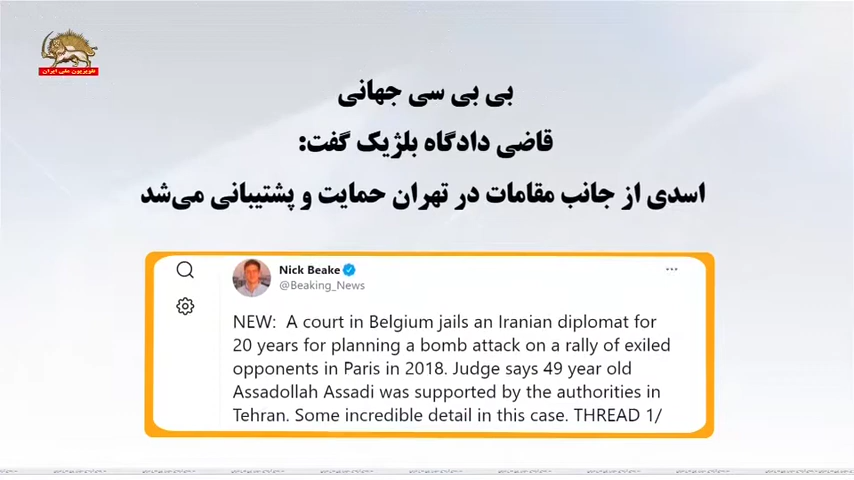 تلویزیون ملی ایران
بی بی سی جهانی
قاضی دادگاه بلژیک گفت:
اسدی از جانب مقامات در تهران حمایت و پشتیبانی می‌شد
Nick Beake
@Beaking_News
NEW: A court in Belgium jails an Iranian diplomat for
20 years for planning a bomb attack on a rally of exiled
opponents in Paris in 2018. Judge says 49 year old
Assadollah Assadi was supported by the authorities in
Tehran. Some incredible detail in this case. THREAD 1/